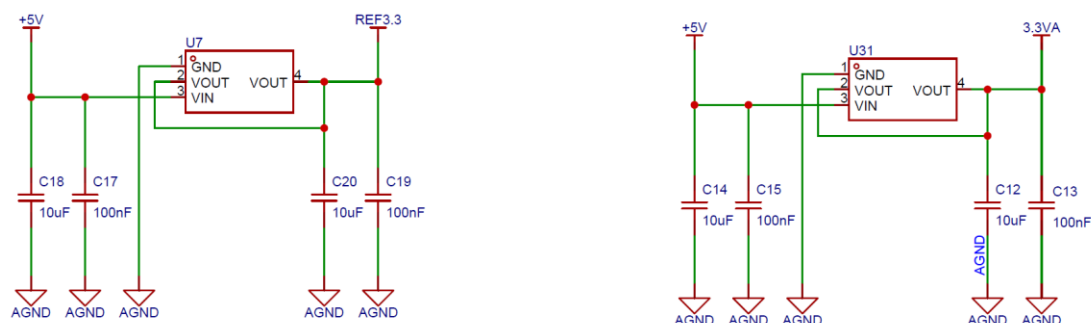 +5V
REF3.3
U7
1
GND
2
VOUT
VOUT
4
3
VIN
C18
10uF
C17
100nF
C20
10uF
C19
100nF
AGND
AGND
AGND
AGND
AGND
+5V
3.3VA
U31
1
GND
2
VOUT
VOUT
4
3
VIN
C14
10uF
C15
100nF
C12
10uF
C13
100nF
AGND
AGND
AGND
AGND
AGND
AGND